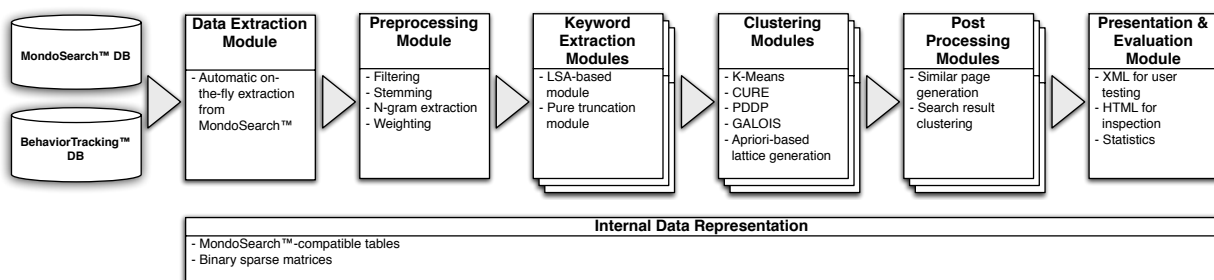 MondoSearch™ DB
BehaviorTracking™
DB
Data Extraction
Module
- Automatic on-
the-fly extraction
from
MondoSearch™
Preprocessing
Module
- Filtering
- Stemming
- N-gram extraction
- Weighting
Keyword
Extraction
Modules
- LSA-based
module
- Pure truncation
module
Clustering
Modules
- K-Means
- CURE
- PDDP
- GALOIS
- Apriori-based
lattice generation
Post
Processing
Modules
- Similar page
generation
- Search result
clustering
Presentation &
Evaluation
Module
- XML for user
testing
- HTML for
inspection
- Statistics
Internal Data Representation
- MondoSearch™-compatible tables
- Binary sparse matrices